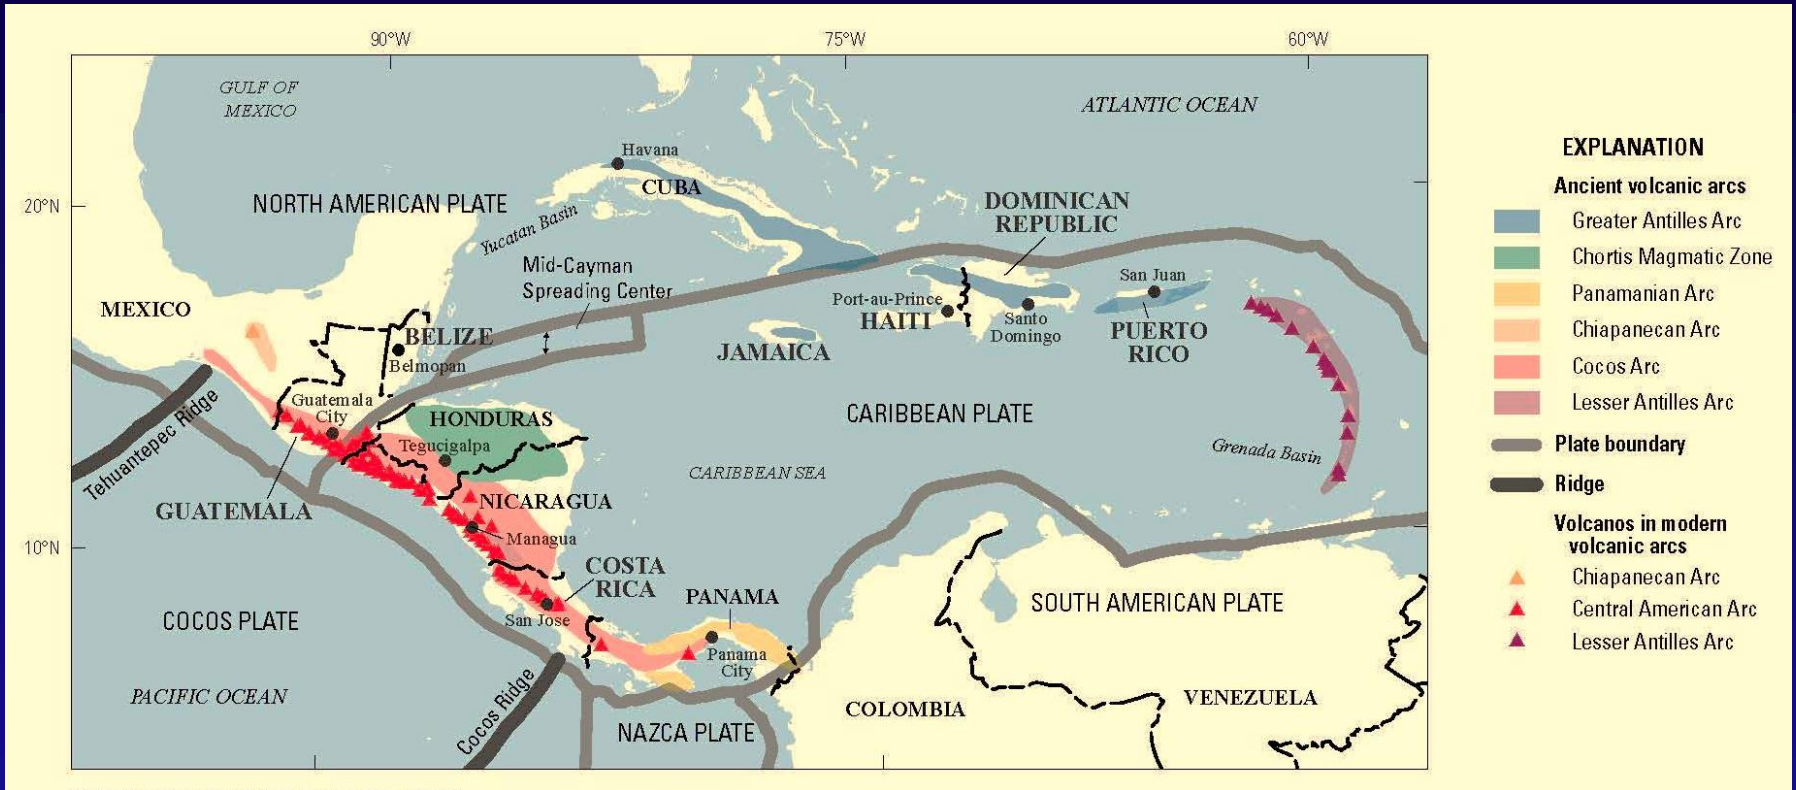 90°W
75°W
60°W
20°N
10°N
GULF OF
MEXICO
ATLANTIC OCEAN
Havana
CUBA
NORTH AMERICAN PLATE
Yucatan Basin
DOMINICAN
REPUBLIC
Mid-Cayman
Spreading Center
San Juan
MEXICO
Port-au-Prince
HAITI
Santo
Domingo
PUERTO
RICO
BELIZE
Belmopan
JAMAICA
Guatemala
City
HONDURAS
Tegucigalpa
CARIBBEAN PLATE
Tehuantepec Ridge
CARIBBEAN SEA
Grenada Basin
GUATEMALA
NICARAGUA
Managua
COSTA
RICA
PANAMA
SOUTH AMERICAN PLATE
COCOS PLATE
San Jose
Panama
City
PACIFIC OCEAN
Cocos Ridge
NAZCA PLATE
COLOMBIA
VENEZUELA
EXPLANATION
Ancient volcanic arcs
Greater Antilles Arc
Chortis Magmatic Zone
Panamanian Arc
Chiapanecan Arc
Cocos Arc
Lesser Antilles Arc
Plate boundary
Ridge
Volcanos in modern
volcanic arcs
Chiapanecan Arc
Central American Arc
Lesser Antilles Arc